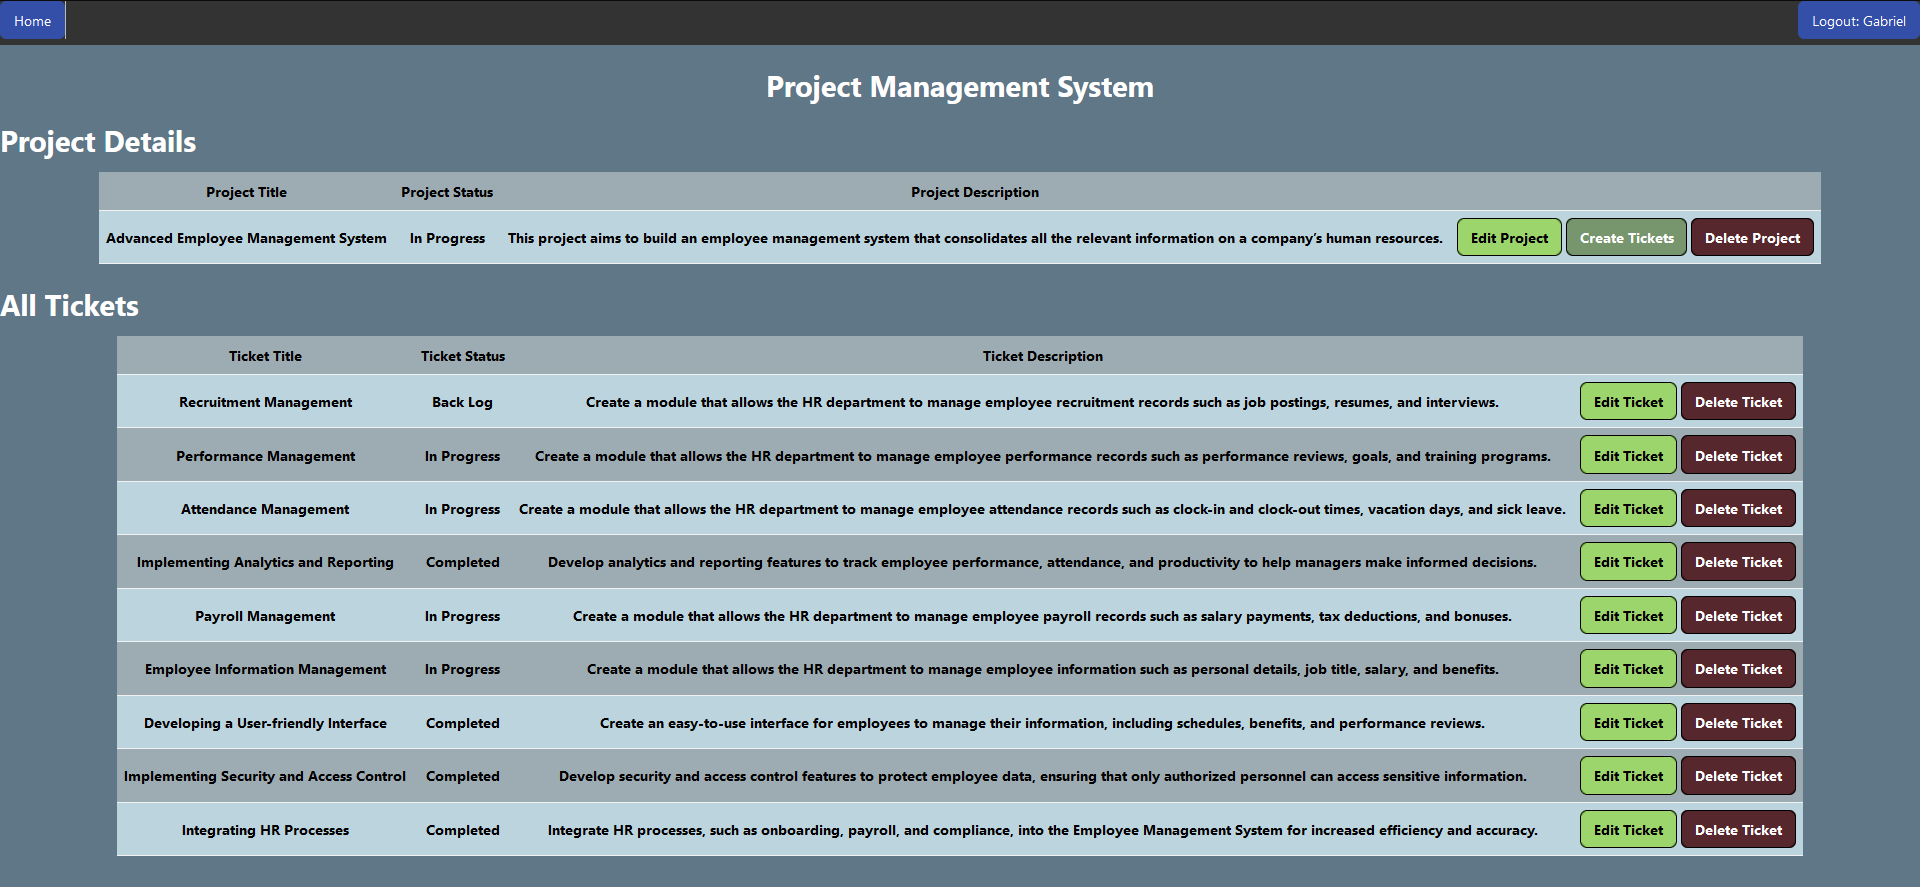 Home Logout: Gabriel
Project Management System
Project Details
Project Title Project Status Project Description
Advanced Employee Management System In Progress This project aims to build an employee management system that consolidates all the relevant information on a company's human resources. Edit Project Create Tickets Delete Project
All Tickets
Ticket Title Ticket Status Ticket Description
Recruitment Management Back Log Create a module that allows the HR department to manage employee recruitment records such as job postings, resumes, and interviews. Edit Ticket Delete Ticket
Performance Management In Progress Create a module that allows the HR department to manage employee performance records such as performance reviews, goals, and training programs. Edit Ticket Delete Ticket
Attendance Management In Progress Create a module that allows the HR department to manage employee attendance records such as clock-in and clock-out times, vacation days, and sick leave. Edit Ticket Delete Ticket
Implementing Analytics and Reporting Completed Develop analytics and reporting features to track employee performance, attendance, and productivity to help managers make informed decisions. Edit Ticket Delete Ticket
Payroll Management In Progress Create a module that allows the HR department to manage employee payroll records such as salary payments, tax deductions, and bonuses. Edit Ticket Delete Ticket
Employee Information Management In Progress Create a module that allows the HR department to manage employee information such as personal details, job title, salary, and benefits. Edit Ticket Delete Ticket
Developing a User-friendly Interface Completed Create an easy-to-use interface for employees to manage their information, including schedules, benefits, and performance reviews. Edit Ticket Delete Ticket
Implementing Security and Access Control Completed Develop security and access control features to protect employee data, ensuring that only authorized personnel can access sensitive information. Edit Ticket Delete Ticket
Integrating HR Processes Completed Integrate HR processes, such as onboarding, payroll, and compliance, into the Employee Management System for increased efficiency and accuracy. Edit Ticket Delete Ticket